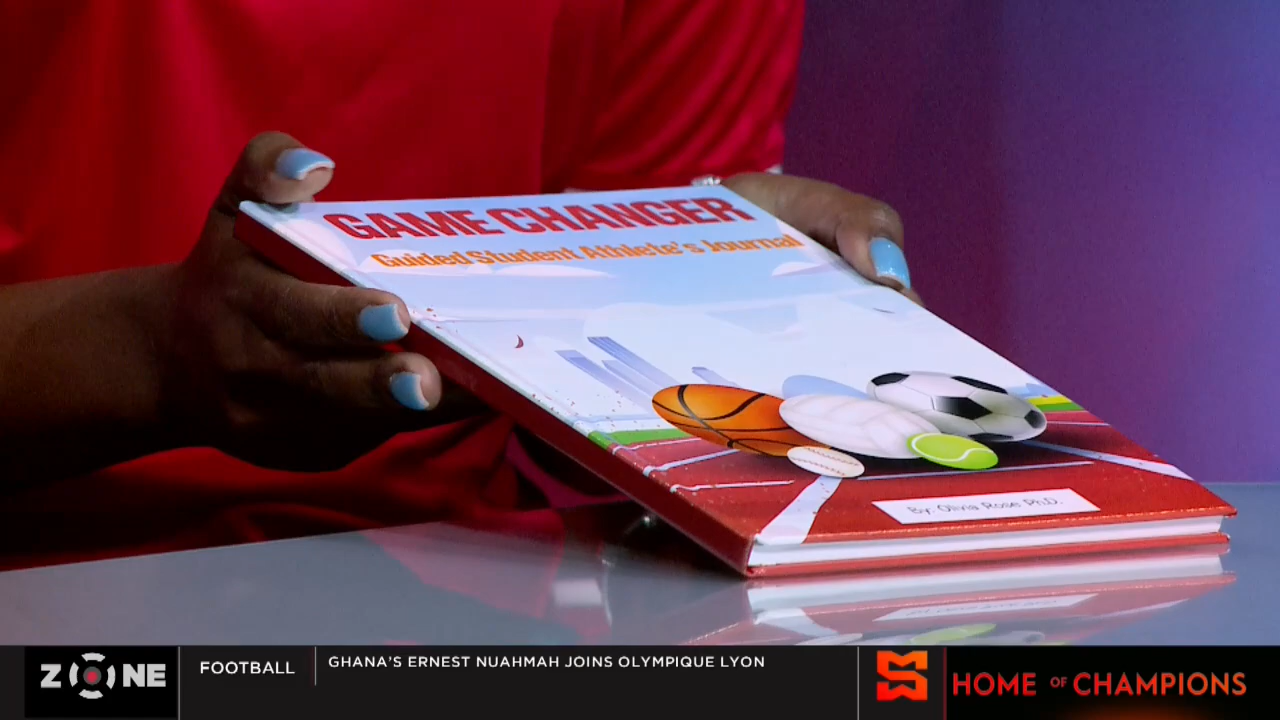 GAME CHANGER
Guided Student Athlete's Journal
By: Olivia Rose Ph.D.
ZONE
FOOTBALL
GHANA'S ERNEST NUAHMAH JOINS OLYMPIQUE LYON
HOME OF CHAMPIONS